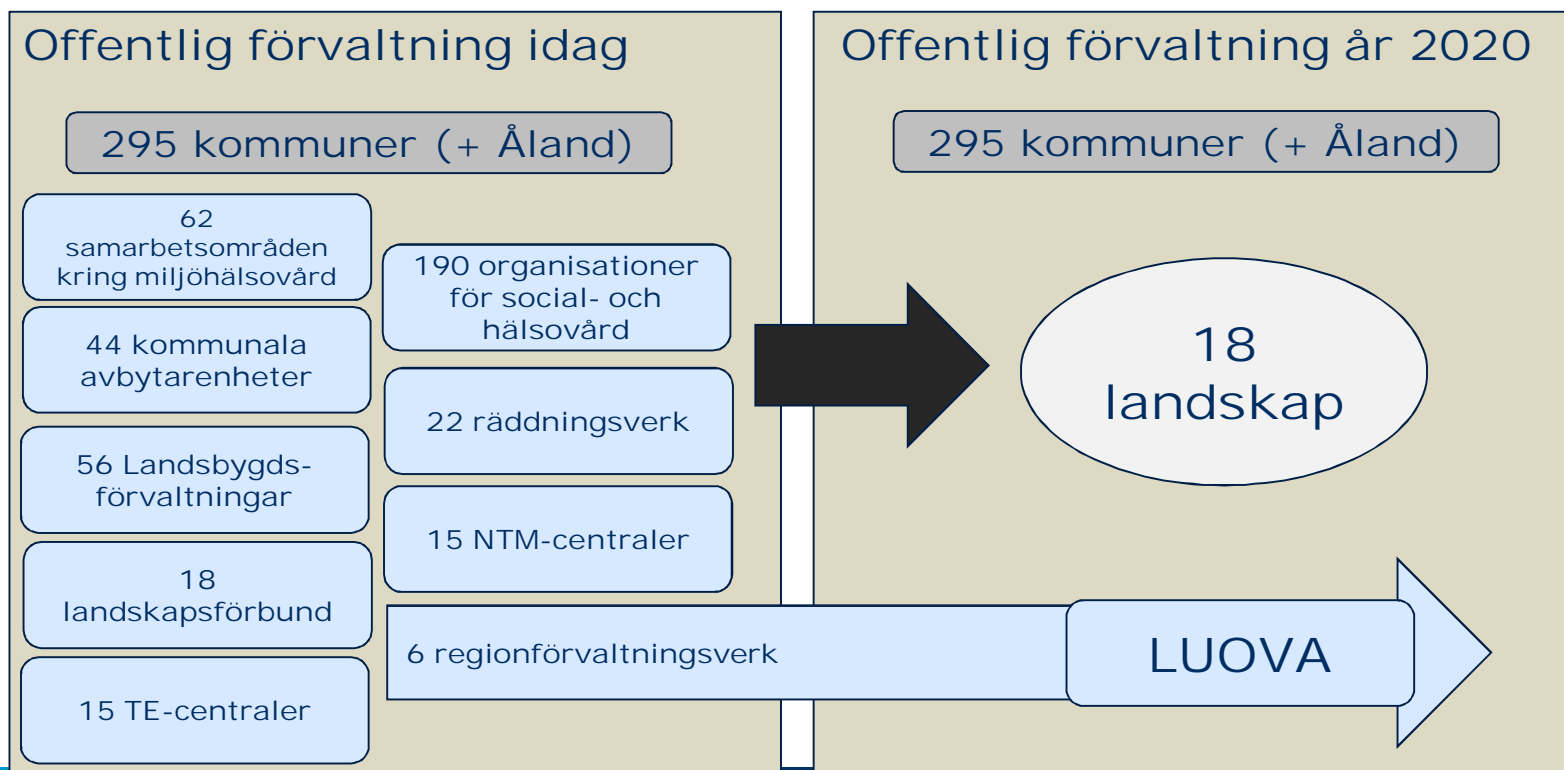 Offentlig förvaltning idag
295 kommuner (+ Åland)
62
samarbetsområden
kring miljöhälsovård
44 kommunala
avbytarenheter
56 Landsbygds-
förvaltningar
18
landskapsförbund
15 TE-centraler
190 organisationer
för social- och
hälsovård
22 räddningsverk
15 NTM-centraler
6 regionförvaltningsverk
Offentlig förvaltning år 2020
295 kommuner (+ Åland)
18
landskap
LUOVA